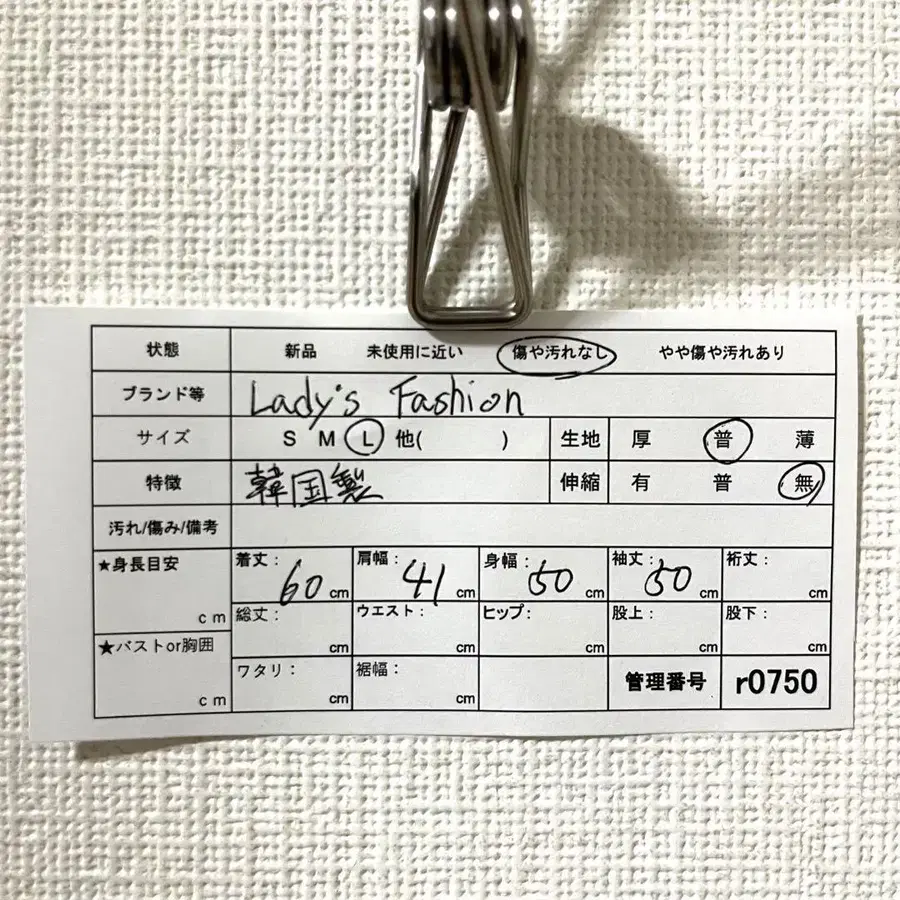 状態 新品 未使用に近い 傷や汚れなし やや傷や汚れあり
ブランド等 Lady's Fashion
サイズ S M L 他( ) 生地 厚 普 薄
特徴 韓国製 伸縮 有 普 無
汚れ/傷み/備考
★身長目安 cm
着丈: 60 cm 肩幅: 41 cm 身幅: 50 cm 袖丈: 50 cm 裄丈: cm
総丈: cm ウエスト: cm ヒップ: cm 股上: cm 股下: cm
★バストor胸囲 cm
ワタリ: cm 裾幅: cm cm 管理番号 r0750